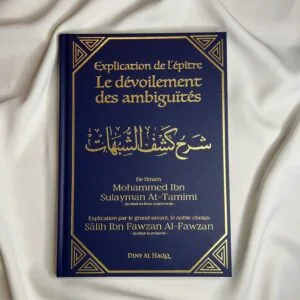 Explication de l'épître
Le dévoilement
des ambiguïtés
شرح كشف الشبهات
De l'imam
Mohammed Ibn
Sulayman At-Tamimi
Explication par le grand savant, le noble cheikh
Sâlih Ibn Fawzan Al-Fawzan
Dine Al Haqq